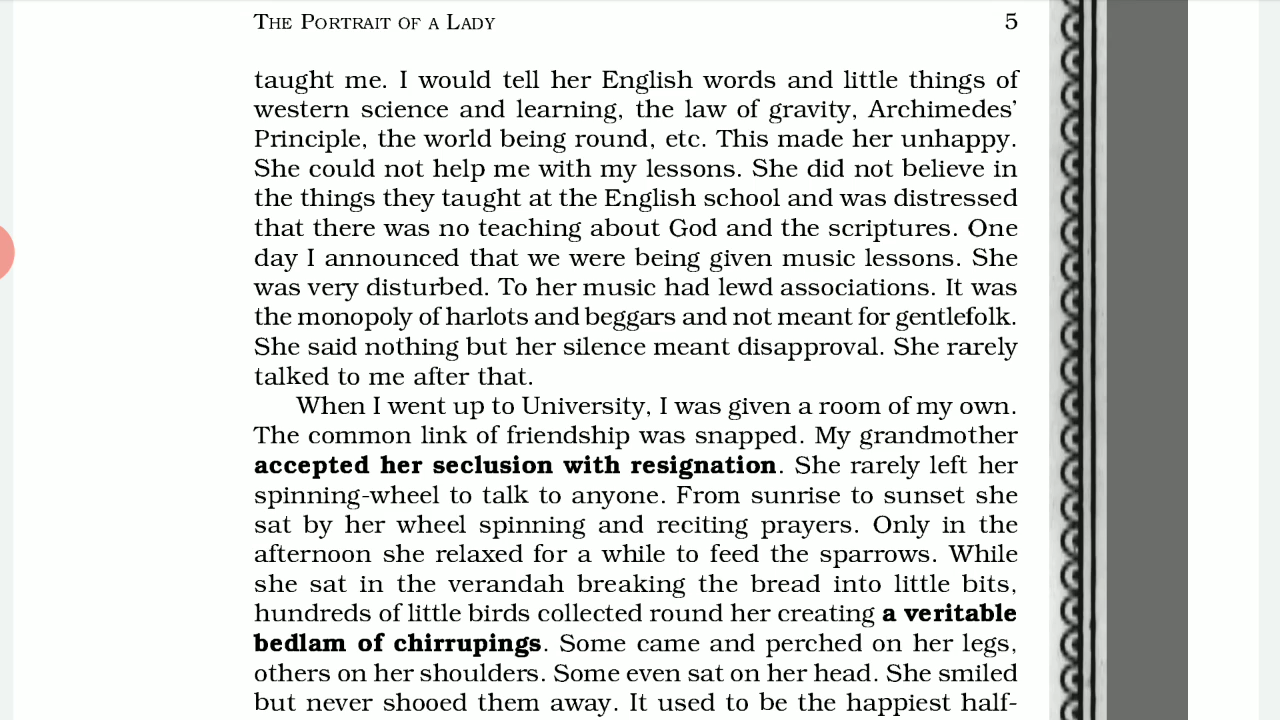 THE PORTRAIT OF A LADY 5
taught me. I would tell her English words and little things of
western science and learning, the law of gravity, Archimedes’
Principle, the world being round, etc. This made her unhappy.
She could not help me with my lessons. She did not believe in
the things they taught at the English school and was distressed
that there was no teaching about God and the scriptures. One
day I announced that we were being given music lessons. She
was very disturbed. To her music had lewd associations. It was
the monopoly of harlots and beggars and not meant for gentlefolk.
She said nothing but her silence meant disapproval. She rarely
talked to me after that.
When I went up to University, I was given a room of my own.
The common link of friendship was snapped. My grandmother
accepted her seclusion with resignation. She rarely left her
spinning-wheel to talk to anyone. From sunrise to sunset she
sat by her wheel spinning and reciting prayers. Only in the
afternoon she relaxed for a while to feed the sparrows. While
she sat in the verandah breaking the bread into little bits,
hundreds of little birds collected round her creating a veritable
bedlam of chirrupings. Some came and perched on her legs,
others on her shoulders. Some even sat on her head. She smiled
but never shooed them away. It used to be the happiest half-